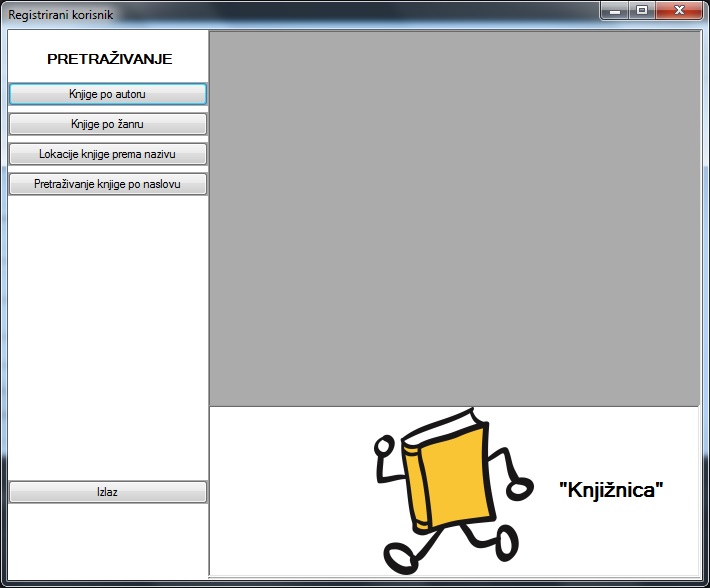 Registrirani korisnik
PRETRAŽIVANJE
Knjige po autoru
Knjige po žanru
Lokacije knjige prema nazivu
Pretraživanje knjige po naslovu
Izlaz
"Knjižnica"